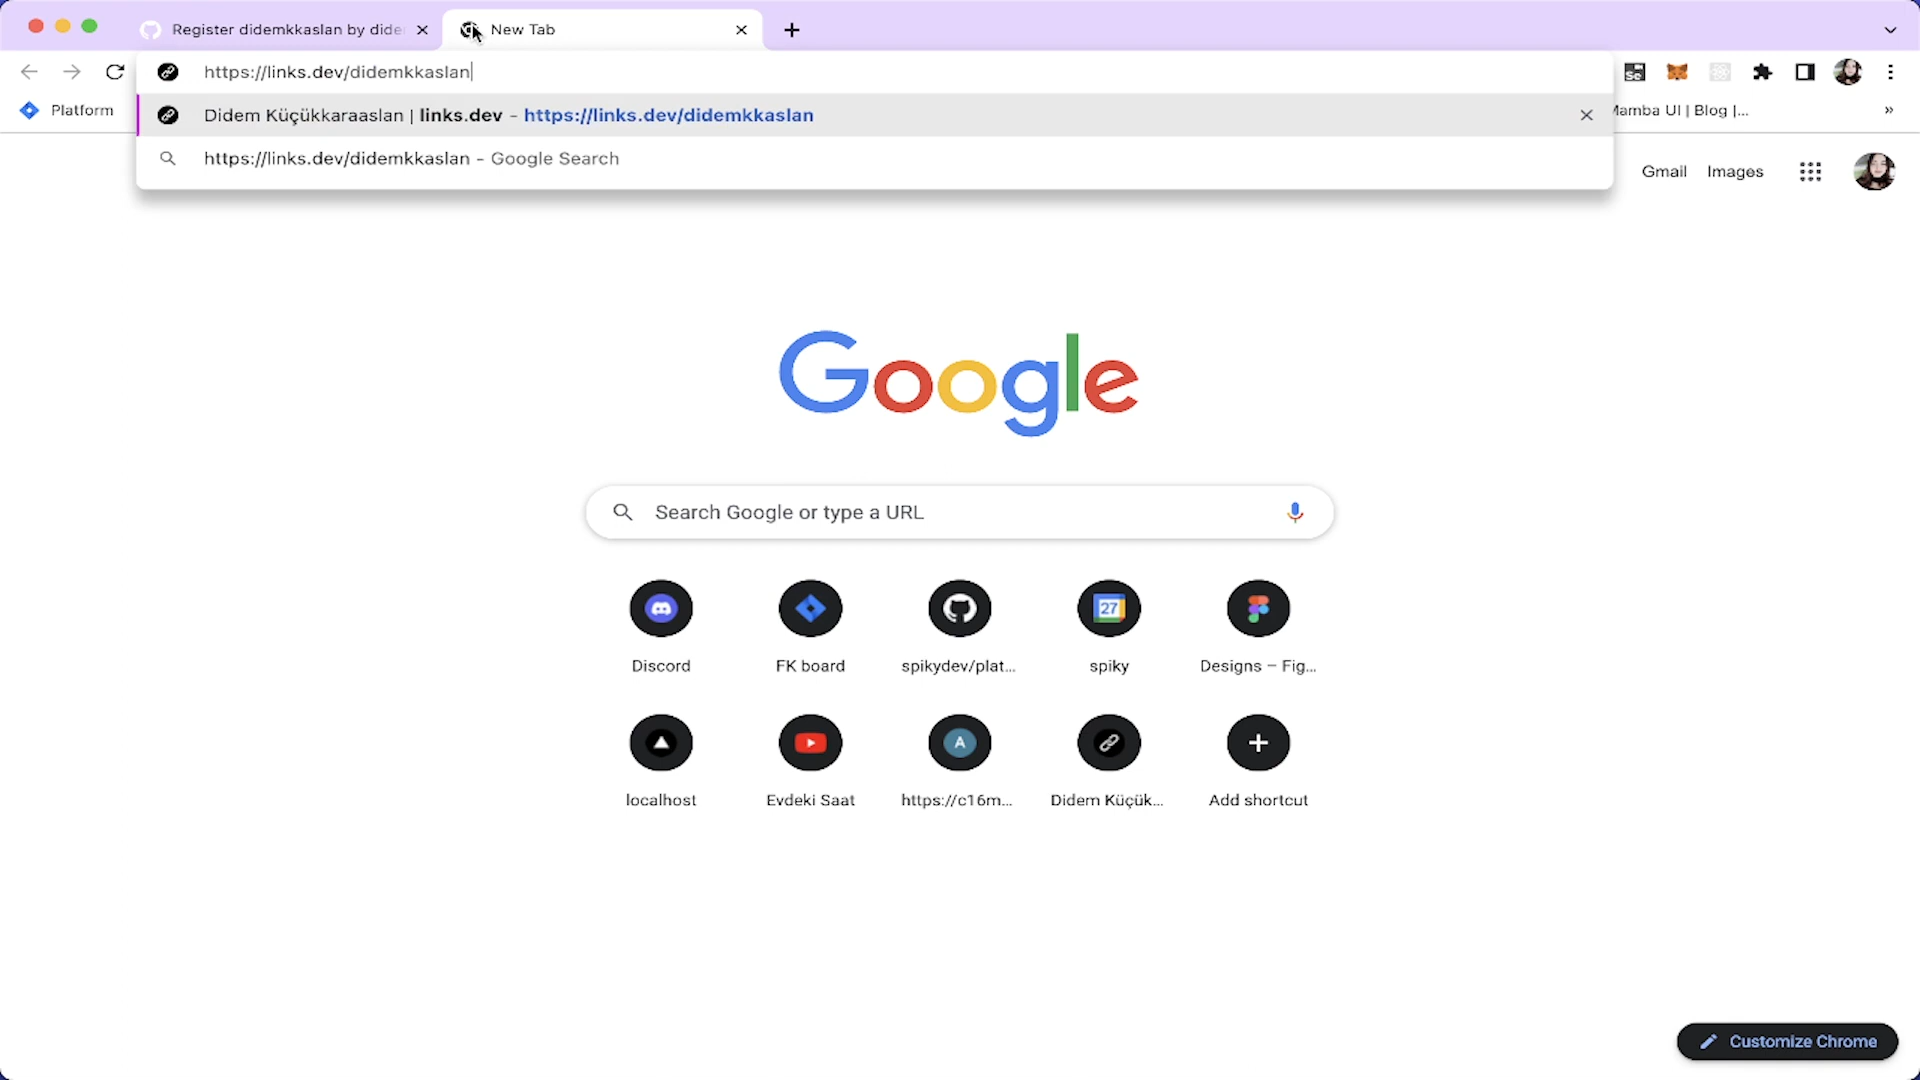 Register didemkkaslan by dide
New Tab
https://links.dev/didemkkaslan
Platform
Didem Küçükkaraaslan | links.dev - https://links.dev/didemkkaslan
Mamba UI | Blog |...
»
https://links.dev/didemkkaslan - Google Search
Gmail
Images
Google
Search Google or type a URL
27
Discord
FK board
spikydev/plat...
spiky
Designs – Fig...
A
localhost
Evdeki Saat
https://c16m...
Didem Küçük...
Add shortcut
Customize Chrome